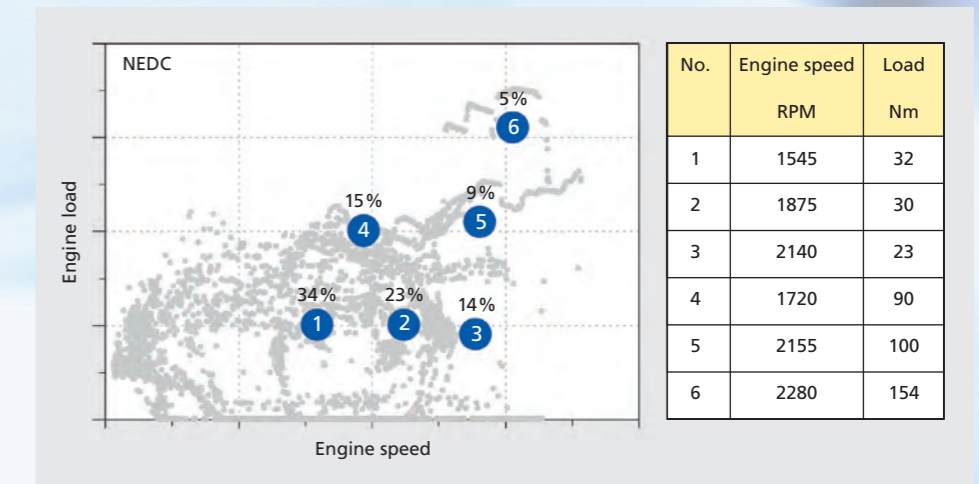 NEDC
5%
6
15%
9%
4
5
34%
23%
14%
1
2
3
Engine load
Engine speed
No. Engine speed Load
RPM Nm
1 1545 32
2 1875 30
3 2140 23
4 1720 90
5 2155 100
6 2280 154